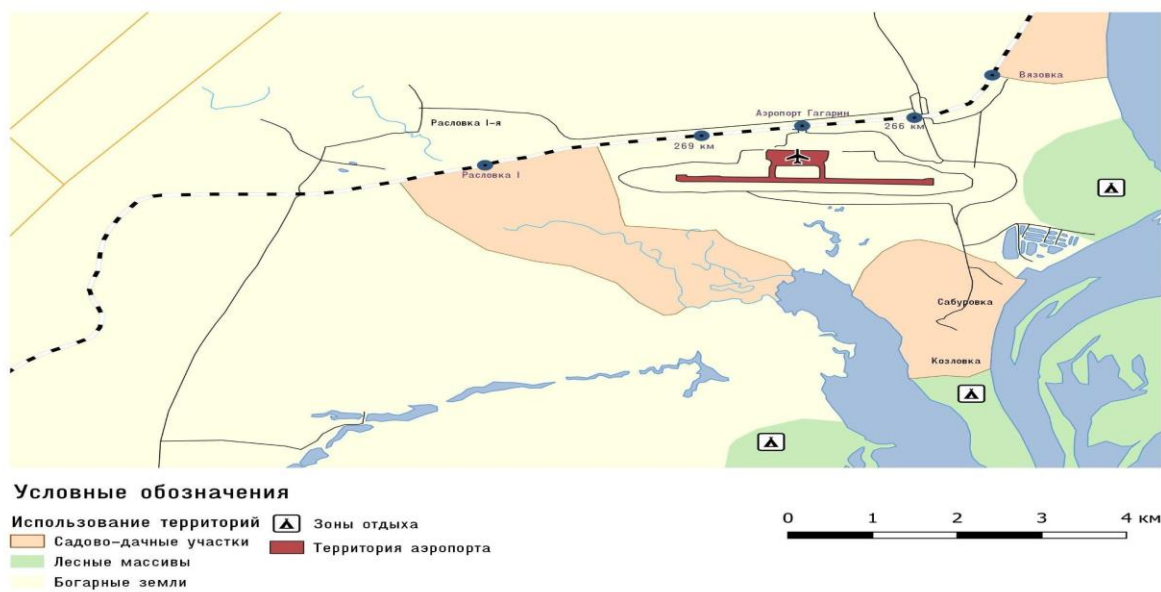 Вязовка
Аэропорт Гагарин
Расловка I-я
266 км
269 км
Расловка I
Сабуровка
Козловка
Условные обозначения
Использование территорий
Садово-дачные участки
Лесные массивы
Богарные земли
Зоны отдыха
Территория аэропорта
0 1 2 3 4 км